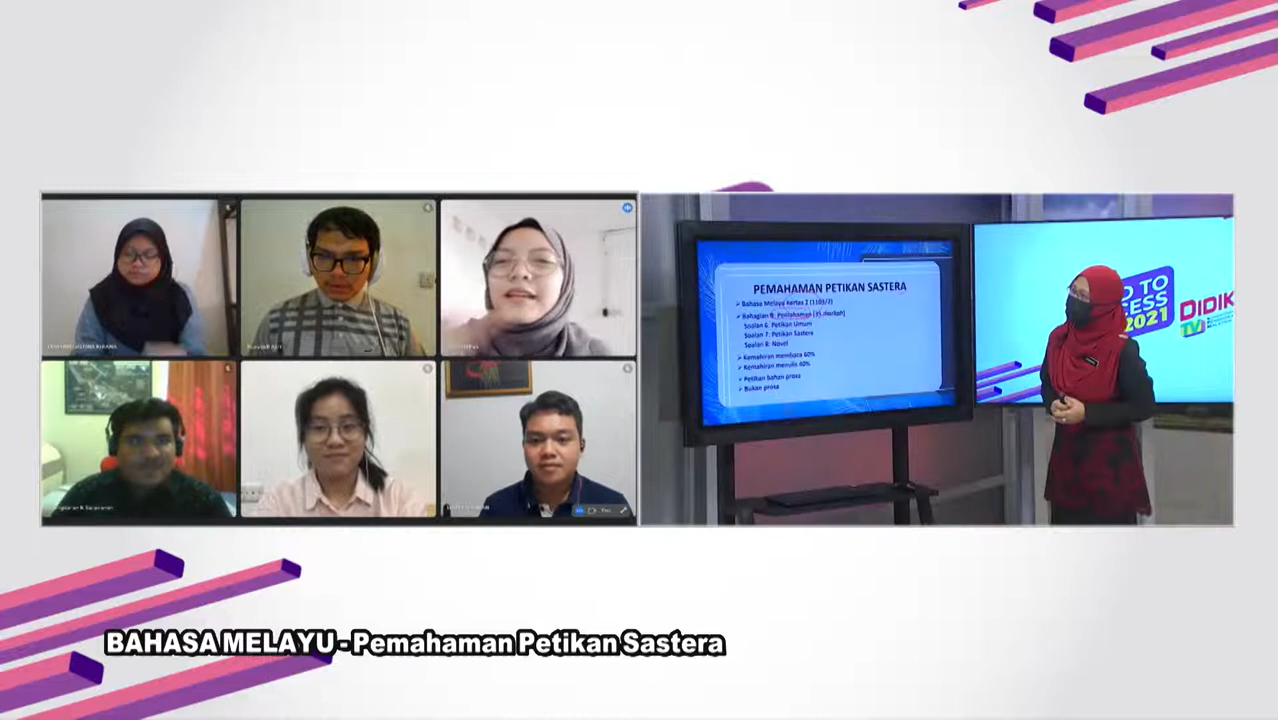 PEMAHAMAN PETIKAN SASTERA
➢ Bahasa Melayu Kertas 2 (1103/2)
➢ Bahagian B: Pemahaman [35 markah]
Soalan 6: Petikan Umum
Soalan 7: Petikan Sastera
Soalan 8: Novel
➢ Kemahiran membaca 60%
➢ Kemahiran menulis 40%
➢ Petikan bahan prosa
➢ Bukan prosa
D TO
CESS
2021
DIDIK
TV
BAHASA MELAYU - Pemahaman Petikan Sastera